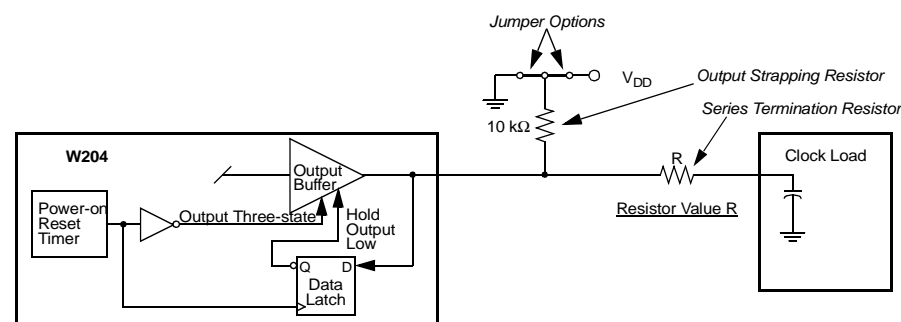 Jumper Options
VDD
Output Strapping Resistor
10 kΩ
Series Termination Resistor
W204
R
Clock Load
Output
Buffer
Power-on
Reset
Timer
Output Three-state
Hold
Output
Low
Resistor Value R
Q
D
Data
Latch